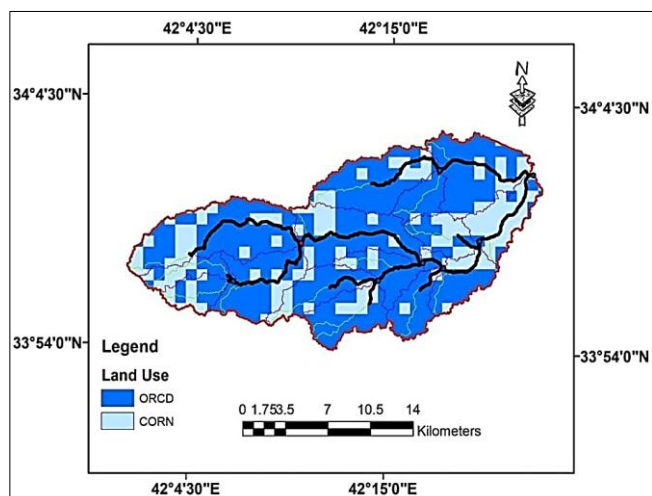 42°4'30"E 42°15'0"E
34°4'30"N 34°4'30"N
N
33°54'0"N 33°54'0"N
Legend
Land Use
ORCD
CORN
0 1.753.5 7 10.5 14
Kilometers
42°4'30"E 42°15'0"E